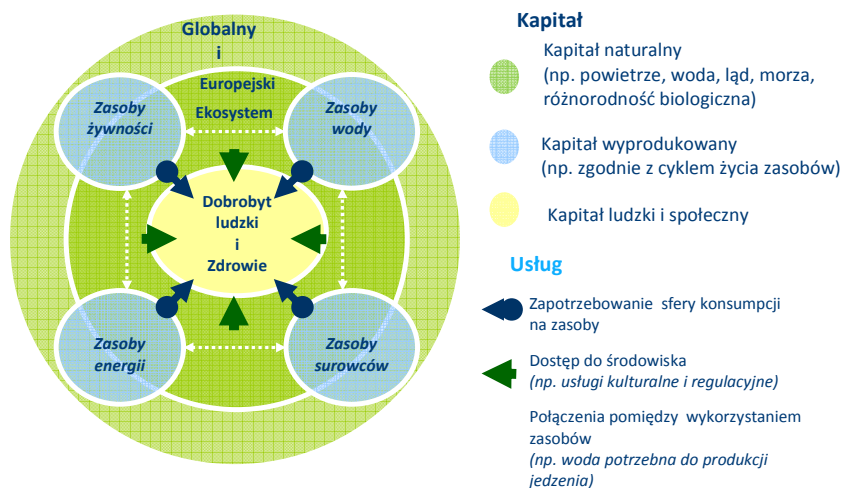 Globalny
i
Europejski
Ekosystem
Zasoby
żywności
Zasoby
wody
Dobrobyt
ludzki
i
Zdrowie
Zasoby
energii
Zasoby
surowców
Kapitał
Kapitał naturalny
(np. powietrze, woda, ląd, morza,
różnorodność biologiczna)
Kapitał wyprodukowany
(np. zgodnie z cyklem życia zasobów)
Kapitał ludzki i społeczny
Usług
Zapotrzebowanie sfery konsumpcji
na zasoby
Dostęp do środowiska
(np. usługi kulturalne i regulacyjne)
Połączenia pomiędzy wykorzystaniem
zasobów
(np. woda potrzebna do produkcji
jedzenia)